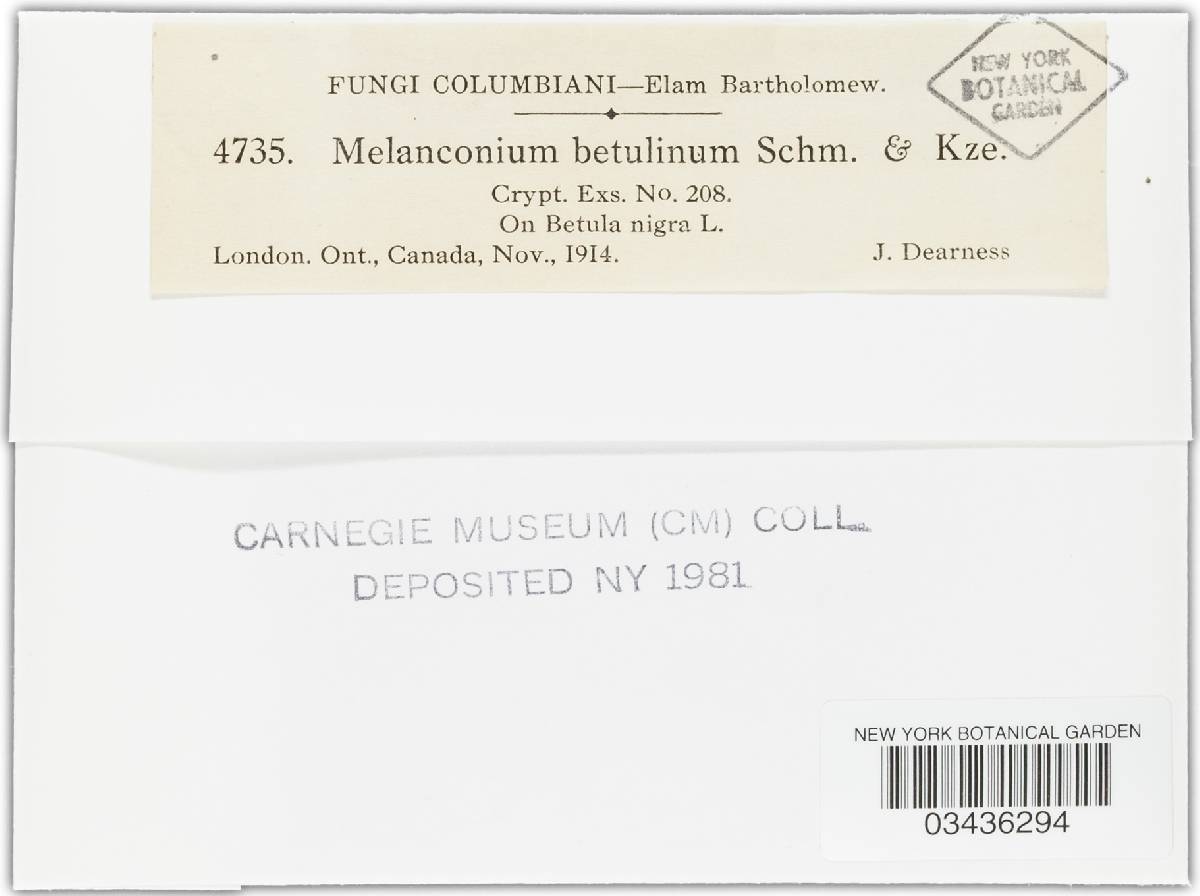 NEW YORK
BOTANICAL
GARDEN
FUNGI COLUMBIANI—Elam Bartholomew.
4735. Melanconium betulinum Schm. & Kze.
Crypt. Exs. No. 208.
On Betula nigra L.
London. Ont., Canada, Nov., 1914. J. Dearness
CARNEGIE MUSEUM (CM) COLL.
DEPOSITED NY 1981
NEW YORK BOTANICAL GARDEN
03436294